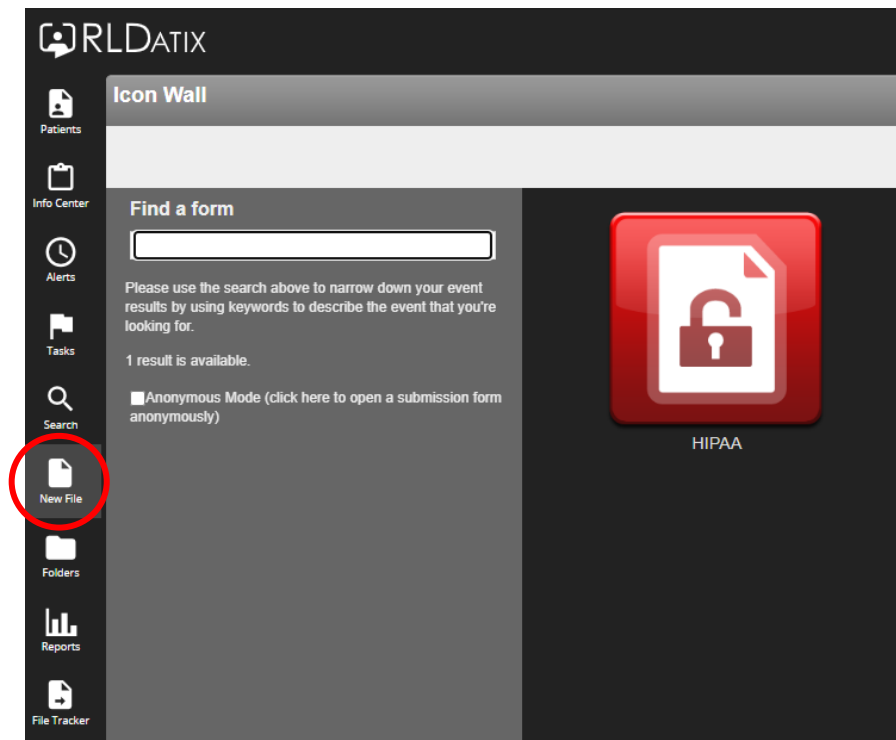 RLDATIX
Icon Wall
Patients
Info Center
Alerts
Tasks
Search
New File
Folders
Reports
File Tracker
Find a form
Please use the search above to narrow down your event
results by using keywords to describe the event that you're
looking for.
1 result is available.
Anonymous Mode (click here to open a submission form
anonymously)
HIPAA